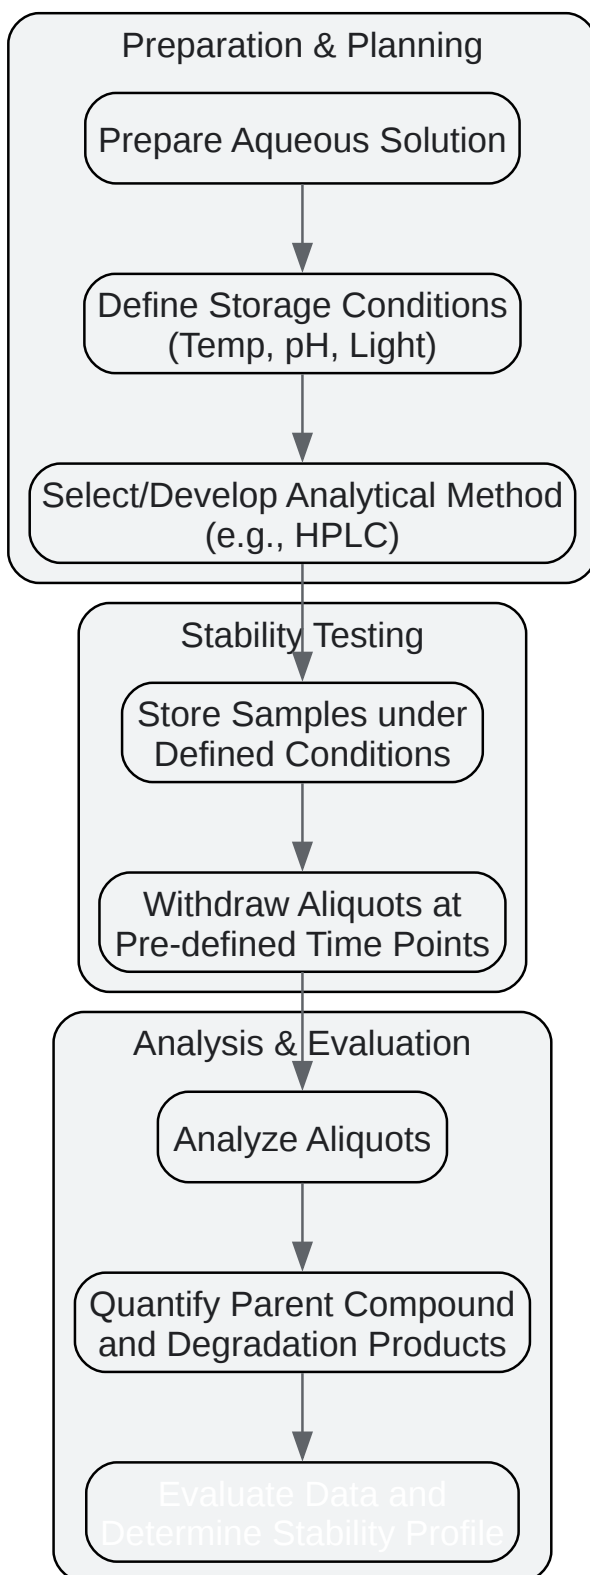 Preparation & Planning
Prepare Aqueous Solution
Define Storage Conditions
(Temp, pH, Light)
Select/Develop Analytical Method
(e.g., HPLC)
Stability Testing
Store Samples under
Defined Conditions
Withdraw Aliquots at
Pre-defined Time Points
Analysis & Evaluation
Analyze Aliquots
Quantify Parent Compound
and Degradation Products
Evaluate Data and
Determine Stability Profile